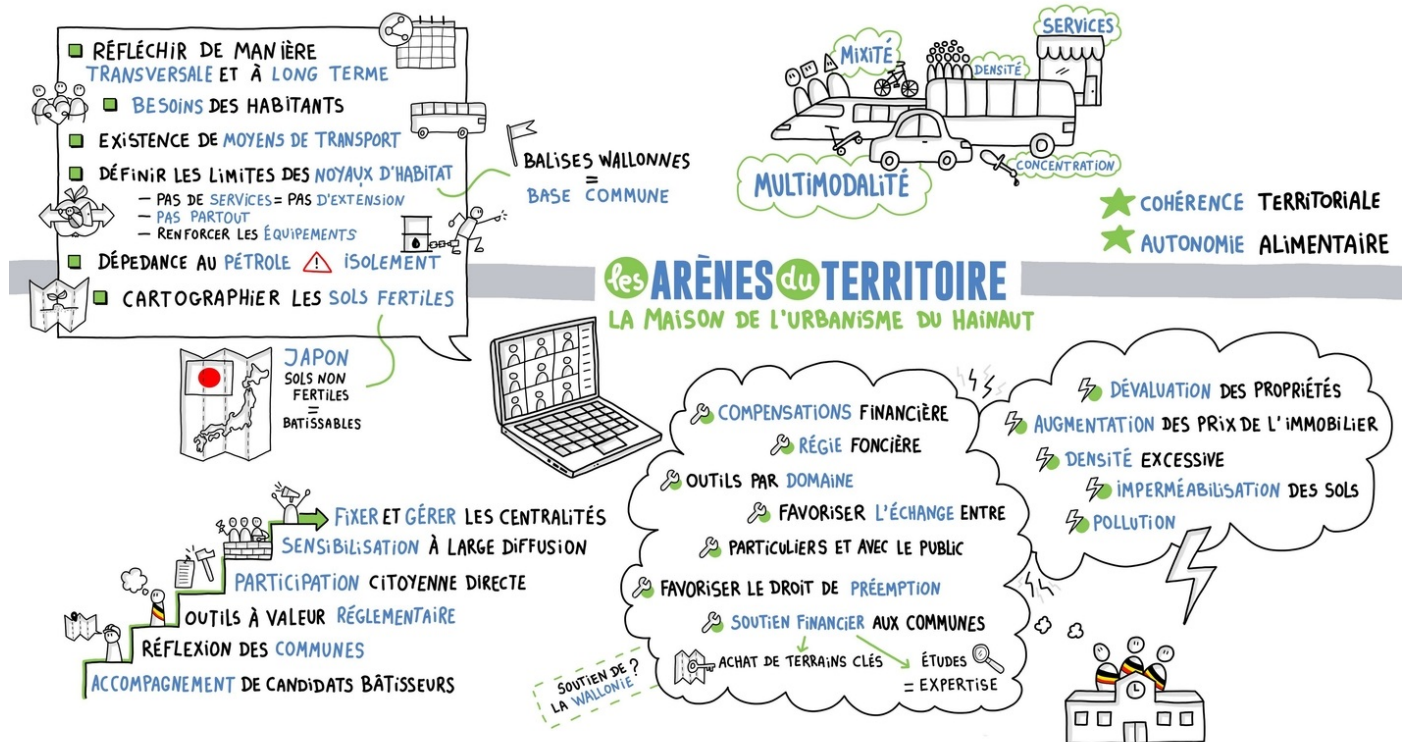 RÉFLÉCHIR DE MANIÈRE
TRANSVERSALE ET À LONG TERME
BESOINS DES HABITANTS
EXISTENCE DE MOYENS DE TRANSPORT
DÉFINIR LES LIMITES DES NOYAUX D'HABITAT
– PAS DE SERVICES = PAS D'EXTENSION
– PAS PARTOUT
– RENFORCER LES ÉQUIPEMENTS
DÉPEDANCE AU PÉTROLE ⚠ ISOLEMENT
CARTOGRAPHIER LES SOLS FERTILES
BALISES WALLONNES
=
BASE COMMUNE
JAPON
SOLS NON
FERTILES
=
BATISSABLES
MIXITÉ
DENSITÉ
SERVICES
MULTIMODALITÉ
CONCENTRATION
COHÉRENCE TERRITORIALE
AUTONOMIE ALIMENTAIRE
les ARÈNES du TERRITOIRE
LA MAISON DE L'URBANISME DU HAINAUT
FIXER ET GÉRER LES CENTRALITÉS
SENSIBILISATION À LARGE DIFFUSION
PARTICIPATION CITOYENNE DIRECTE
OUTILS À VALEUR RÉGLEMENTAIRE
RÉFLEXION DES COMMUNES
ACCOMPAGNEMENT DE CANDIDATS BÂTISSEURS
COMPENSATIONS FINANCIÈRE
RÉGIE FONCIÈRE
OUTILS PAR DOMAINE
FAVORISER L'ÉCHANGE ENTRE
PARTICULIERS ET AVEC LE PUBLIC
FAVORISER LE DROIT DE PRÉEMPTION
SOUTIEN FINANCIER AUX COMMUNES
ACHAT DE TERRAINS CLÉS
ÉTUDES
= EXPERTISE
SOUTIEN DE ?
LA WALLONIE
DÉVALUATION DES PROPRIÉTÉS
AUGMENTATION DES PRIX DE L'IMMOBILIER
DENSITÉ EXCESSIVE
IMPERMÉABILISATION DES SOLS
POLLUTION